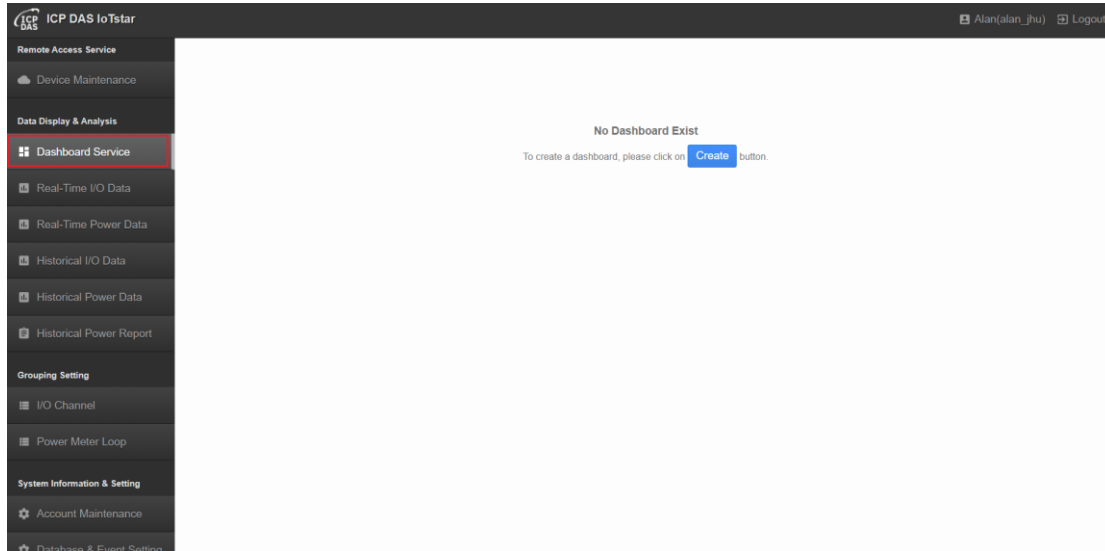 ICP DAS
ICP DAS IoTstar
Alan(alan_jhu)
Logout
Remote Access Service
Device Maintenance
Data Display & Analysis
Dashboard Service
Real-Time I/O Data
Real-Time Power Data
Historical I/O Data
Historical Power Data
Historical Power Report
Grouping Setting
I/O Channel
Power Meter Loop
System Information & Setting
Account Maintenance
Database & Event Setting
No Dashboard Exist
To create a dashboard, please click on Create button.